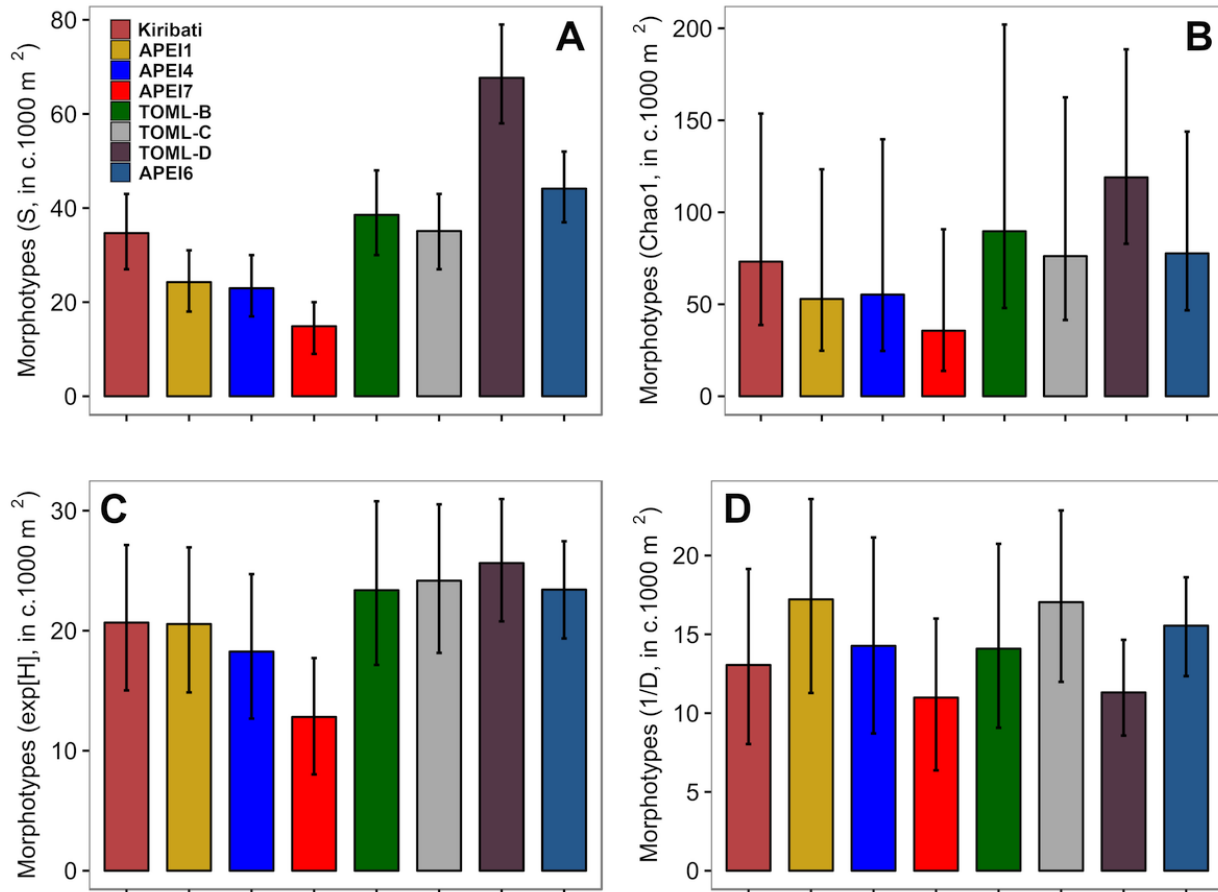 Morphotypes (S, in c.1000 m ²)
80
60
40
20
0
Kiribati
APEI1
APEI4
APEI7
TOML-B
TOML-C
TOML-D
APEI6
A
Morphotypes (Chao1, in c.1000 m ²)
200
150
100
50
0
B
Morphotypes (exp[H], in c.1000 m ²)
30
20
10
0
C
Morphotypes (1/D, in c.1000 m ²)
20
15
10
5
0
D